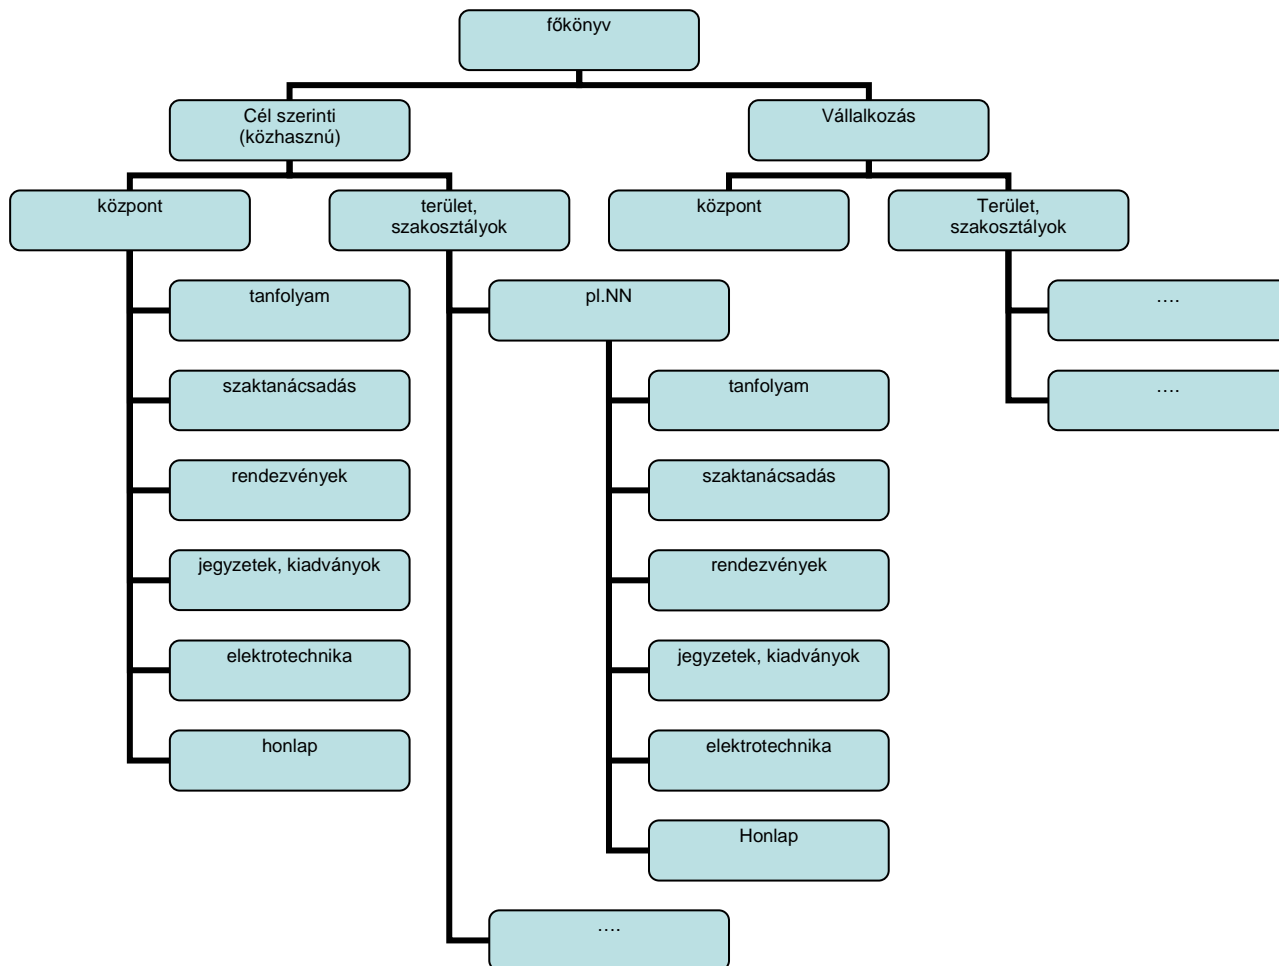 főkönyv
Cél szerinti
(közhasznú)
Vállalkozás
központ
terület,
szakosztályok
központ
Terület,
szakosztályok
tanfolyam
szaktanácsadás
rendezvények
jegyzetek, kiadványok
elektrotechnika
honlap
pl.NN
tanfolyam
szaktanácsadás
rendezvények
jegyzetek, kiadványok
elektrotechnika
Honlap
….
….
….